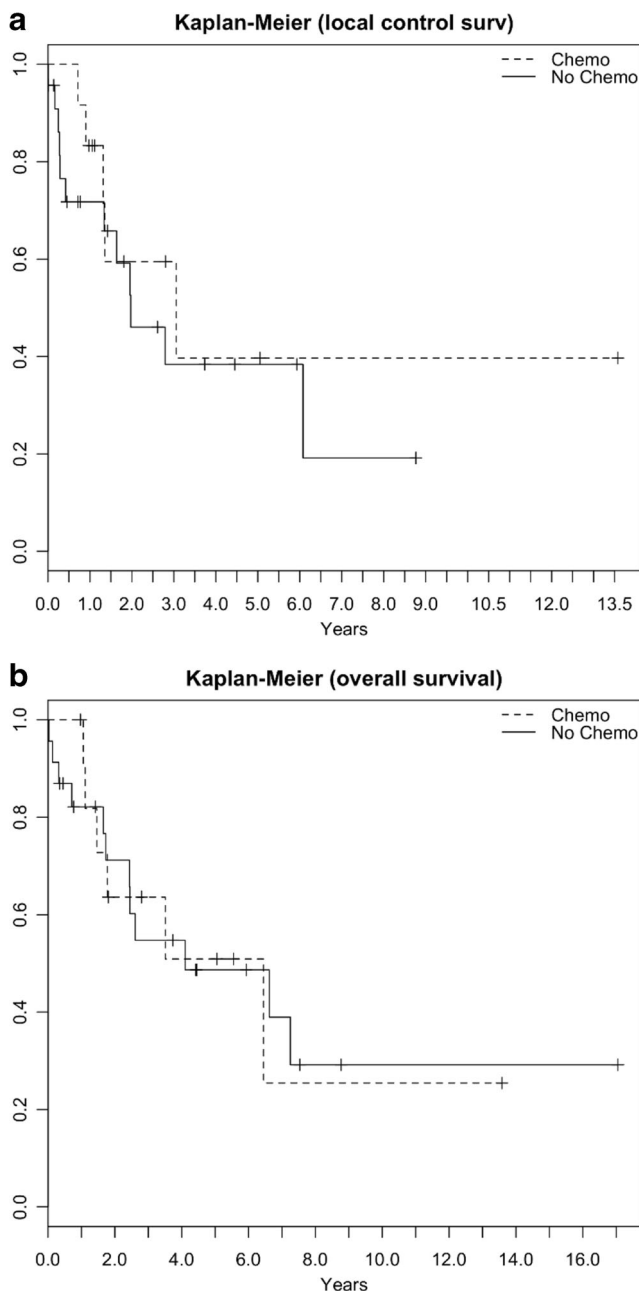 a
Kaplan-Meier (local control surv)
Chemo
No Chemo
1.0
0.8
0.6
0.4
0.2
0.0
0.0 1.0 2.0 3.0 4.0 5.0 6.0 7.0 8.0 9.0 10.5 12.0 13.5
Years
b
Kaplan-Meier (overall survival)
Chemo
No Chemo
1.0
0.8
0.6
0.4
0.2
0.0
0.0 2.0 4.0 6.0 8.0 10.0 12.0 14.0 16.0
Years